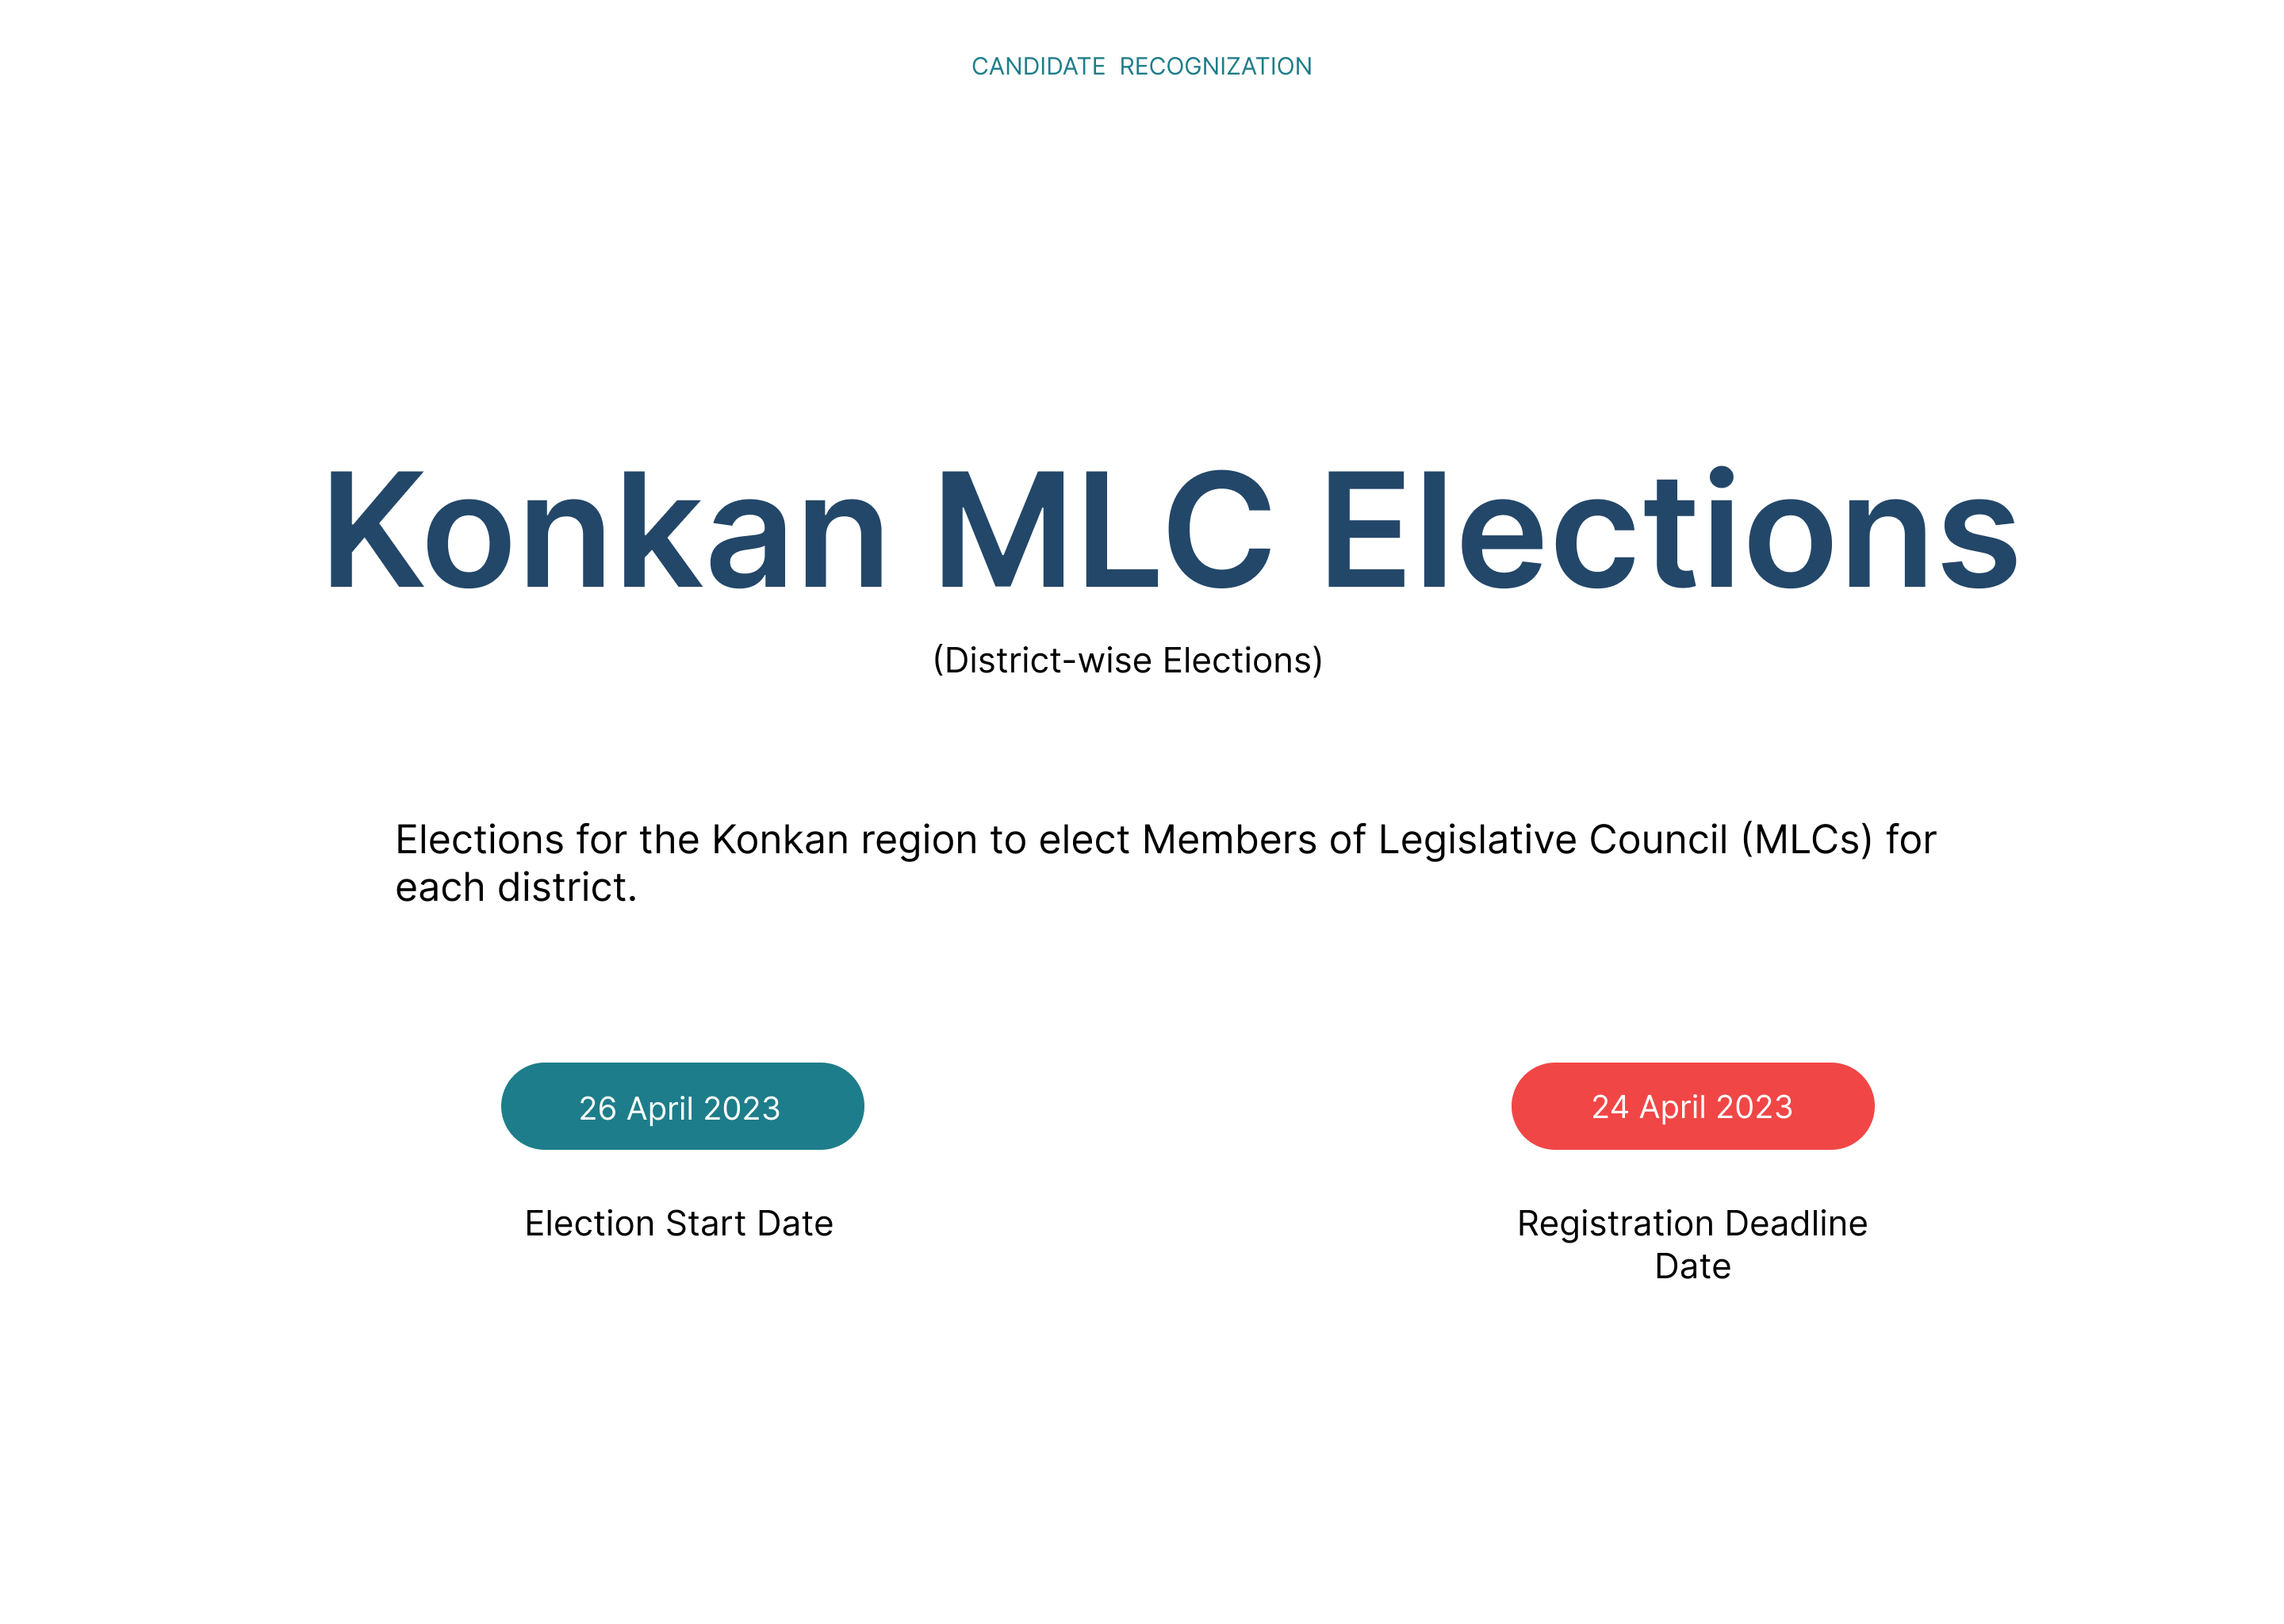 CANDIDATE RECOGNIZATION
Konkan MLC Elections
(District-wise Elections)
Elections for the Konkan region to elect Members of Legislative Council (MLCs) for
each district.
26 April 2023
24 April 2023
Election Start Date
Registration Deadline
Date